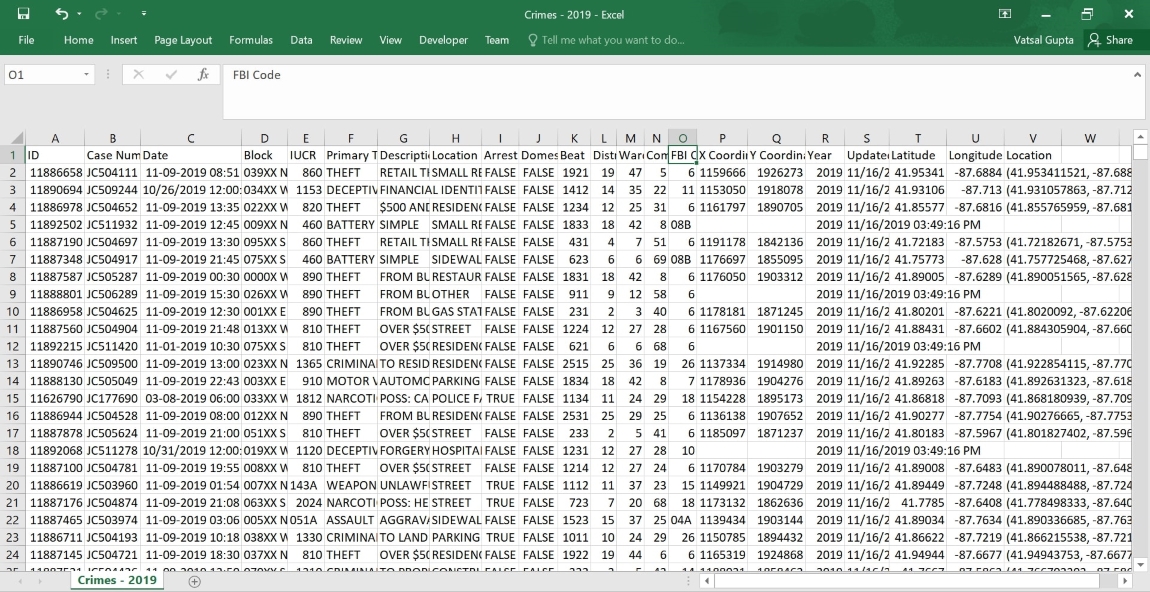 Crimes - 2019 - Excel
File Home Insert Page Layout Formulas Data Review View Developer Team Tell me what you want to do... Vatsal Gupta Share
O1 fx FBI Code
A B C D E F G H I J K L M N O P Q R S T U V W
1 ID Case Num Date Block IUCR Primary T Descripti Location Arrest Domes Beat Distr Ward Com FBI C X Coordi Y Coordin Year Update Latitude Longitude Location
2 11886658 JC504111 11-09-2019 08:51 039XX N 860 THEFT RETAIL TH SMALL RE FALSE FALSE 1921 19 47 5 6 1159666 1926273 2019 11/16/2 41.95341 -87.6884 (41.953411521, -87.688
3 11890694 JC509244 10/26/2019 12:00: 034XX W 1153 DECEPTIV FINANCIAL IDENTIT FALSE FALSE 1412 14 35 22 11 1153050 1918078 2019 11/16/2 41.93106 -87.713 (41.931057863, -87.712
4 11886978 JC504652 11-09-2019 13:35 022XX W 820 THEFT $500 AND RESIDENC FALSE FALSE 1234 12 25 31 6 1161797 1890705 2019 11/16/2 41.85577 -87.6816 (41.855765959, -87.681
5 11892502 JC511932 11-09-2019 12:45 009XX N 460 BATTERY SIMPLE SMALL RE FALSE FALSE 1833 18 42 8 08B 2019 11/16/2019 03:49:16 PM
6 11887190 JC504697 11-09-2019 13:30 095XX S 860 THEFT RETAIL TH SMALL RE FALSE FALSE 431 4 7 51 6 1191178 1842136 2019 11/16/2 41.72183 -87.5753 (41.72182671, -87.5753
7 11887348 JC504917 11-09-2019 21:45 075XX S 460 BATTERY SIMPLE SIDEWAL FALSE FALSE 623 6 6 69 08B 1176697 1855095 2019 11/16/2 41.75773 -87.628 (41.757725468, -87.627
8 11887587 JC505287 11-09-2019 00:30 0000X W 890 THEFT FROM BU RESTAUR FALSE FALSE 1831 18 42 8 6 1176050 1903312 2019 11/16/2 41.89005 -87.6289 (41.890051565, -87.628
9 11888801 JC506289 11-09-2019 15:30 026XX W 890 THEFT FROM BU OTHER FALSE FALSE 911 9 12 58 6 2019 11/16/2019 03:49:16 PM
10 11886958 JC504625 11-09-2019 12:30 001XX E 890 THEFT FROM BU GAS STAT FALSE FALSE 231 2 3 40 6 1178181 1871245 2019 11/16/2 41.80201 -87.6221 (41.8020092, -87.62206
11 11887560 JC504904 11-09-2019 21:48 013XX W 810 THEFT OVER $50 STREET FALSE FALSE 1224 12 27 28 6 1167560 1901150 2019 11/16/2 41.88431 -87.6602 (41.884305904, -87.660
12 11892215 JC511420 11-01-2019 10:30 075XX S 810 THEFT OVER $50 RESIDENC FALSE FALSE 621 6 6 68 6 2019 11/16/2019 03:49:16 PM
13 11890746 JC509500 11-09-2019 13:00 023XX N 1365 CRIMINAL TO RESID RESIDENC FALSE FALSE 2515 25 36 19 26 1137334 1914980 2019 11/16/2 41.92285 -87.7708 (41.922854115, -87.770
14 11888130 JC505049 11-09-2019 22:43 003XX E 910 MOTOR V AUTOMO PARKING FALSE FALSE 1834 18 42 8 7 1178936 1904276 2019 11/16/2 41.89263 -87.6183 (41.892631323, -87.618
15 11626790 JC177690 03-08-2019 06:00 033XX W 1812 NARCOTI POSS: CA POLICE FA TRUE FALSE 1134 11 24 29 18 1154228 1895173 2019 11/16/2 41.86818 -87.7093 (41.868180939, -87.709
16 11886944 JC504528 11-09-2019 08:00 012XX N 890 THEFT FROM BU RESIDENC FALSE FALSE 2531 25 29 25 6 1136138 1907652 2019 11/16/2 41.90277 -87.7754 (41.90276665, -87.7753
17 11887878 JC505624 11-09-2019 21:00 051XX S 810 THEFT OVER $50 STREET FALSE FALSE 233 2 5 41 6 1185097 1871237 2019 11/16/2 41.80183 -87.5967 (41.801827402, -87.596
18 11892068 JC511278 10/31/2019 12:00: 019XX W 1120 DECEPTIV FORGERY HOSPITA FALSE FALSE 1231 12 27 28 10 2019 11/16/2019 03:49:16 PM
19 11887100 JC504781 11-09-2019 19:55 008XX W 810 THEFT OVER $50 STREET FALSE FALSE 1214 12 27 24 6 1170784 1903279 2019 11/16/2 41.89008 -87.6483 (41.890078011, -87.648
20 11886619 JC503960 11-09-2019 01:54 007XX N 143A WEAPON UNLAWF STREET TRUE FALSE 1112 11 37 23 15 1149921 1904729 2019 11/16/2 41.89449 -87.7248 (41.894488488, -87.724
21 11887176 JC504874 11-09-2019 21:08 063XX S 2024 NARCOTI POSS: HE STREET TRUE FALSE 723 7 20 68 18 1173132 1862636 2019 11/16/2 41.7785 -87.6408 (41.778498333, -87.640
22 11887465 JC503974 11-09-2019 03:06 005XX N 051A ASSAULT AGGRAVA SIDEWAL FALSE FALSE 1523 15 37 25 04A 1139434 1903144 2019 11/16/2 41.89034 -87.7634 (41.890336685, -87.763
23 11886711 JC504193 11-09-2019 10:18 038XX W 1330 CRIMINAL TO LAND PARKING TRUE FALSE 1011 10 24 29 26 1150785 1894432 2019 11/16/2 41.86622 -87.7219 (41.866215538, -87.721
24 11887145 JC504721 11-09-2019 18:30 037XX N 810 THEFT OVER $50 RESIDENC FALSE FALSE 1922 19 44 6 6 1165319 1924868 2019 11/16/2 41.94944 -87.6677 (41.94943753, -87.6677
Crimes - 2019